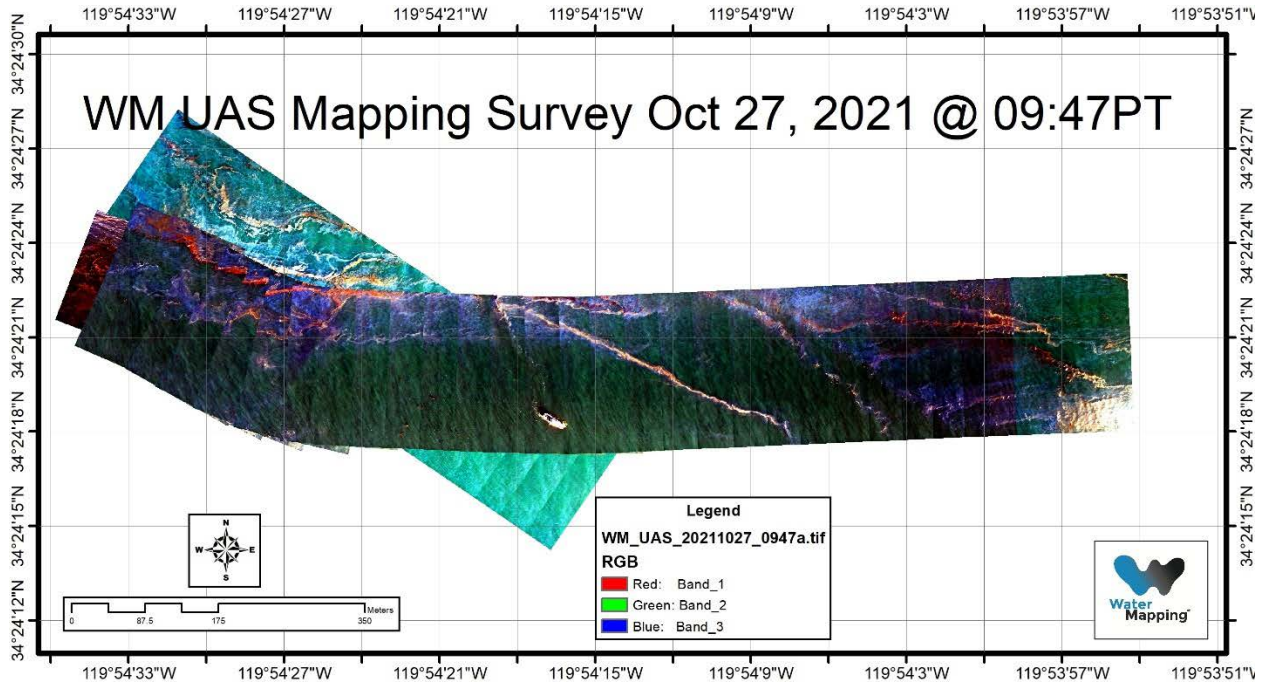 119°54'33"W 119°54'27"W 119°54'21"W 119°54'15"W 119°54'9"W 119°54'3"W 119°53'57"W 119°53'51"W
34°24'30"N
WM UAS Mapping Survey Oct 27, 2021 @ 09:47PT
34°24'27"N 34°24'27"N
34°24'24"N 34°24'24"N
34°24'21"N 34°24'21"N
34°24'18"N 34°24'18"N
34°24'15"N 34°24'15"N
34°24'12"N
N
W E
S
Meters
0 87.5 175 350
Legend
WM_UAS_20211027_0947a.tif
RGB
Red: Band_1
Green: Band_2
Blue: Band_3
Water
Mapping
119°54'33"W 119°54'27"W 119°54'21"W 119°54'15"W 119°54'9"W 119°54'3"W 119°53'57"W 119°53'51"W